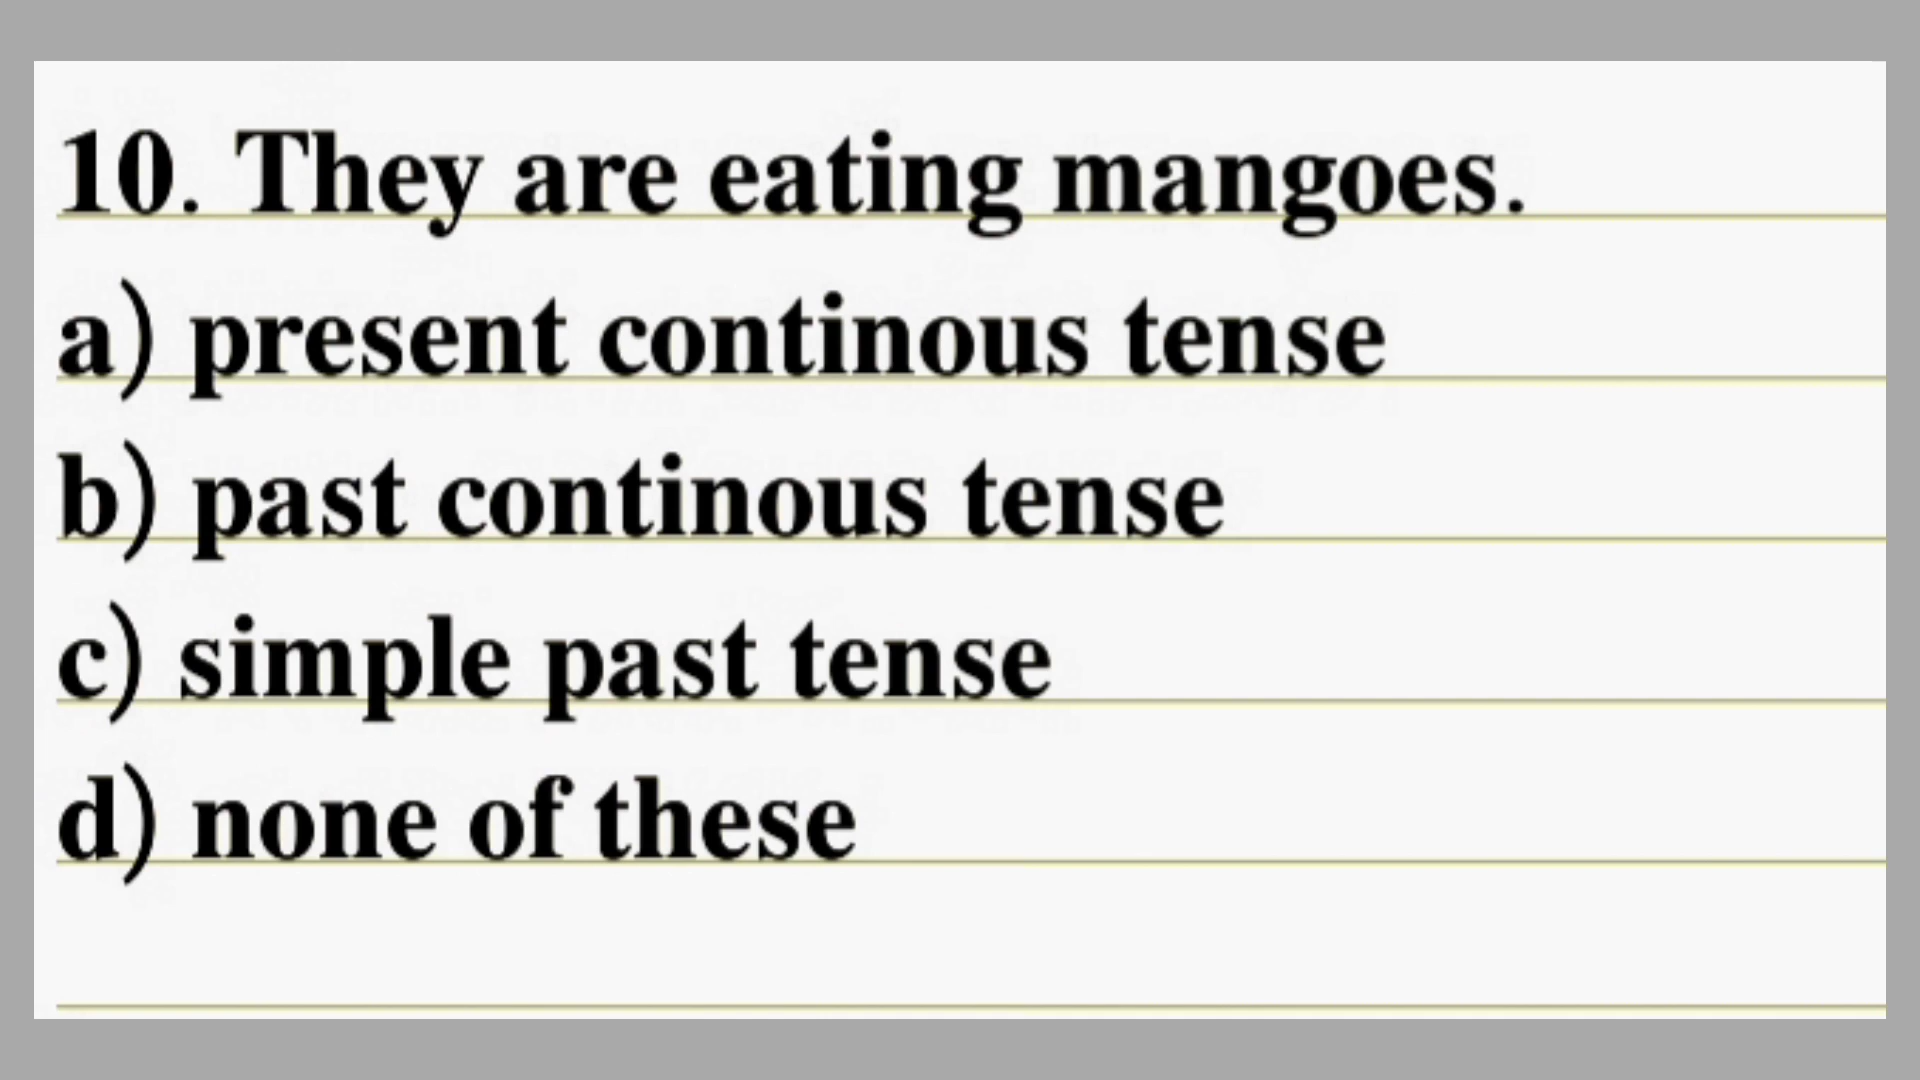 10. They are eating mangoes.
a) present continous tense
b) past continous tense
c) simple past tense
d) none of these